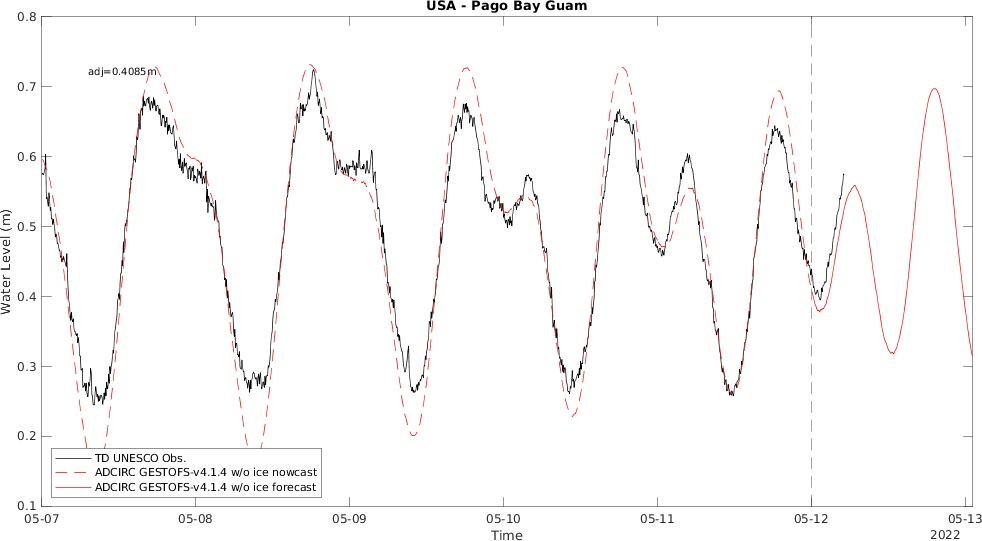 USA - Pago Bay Guam
0.8
adj=0.4085m
0.7
0.6
0.5
0.4
0.3
0.2
0.1
Water Level (m)
TD UNESCO Obs.
ADCIRC GESTOFS-v4.1.4 w/o ice nowcast
ADCIRC GESTOFS-v4.1.4 w/o ice forecast
05-07 05-08 05-09 05-10 05-11 05-12 05-13
Time
2022